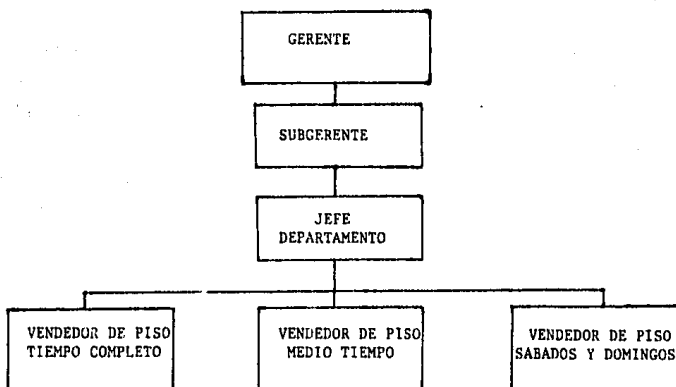 GERENTE
SUBGERENTE
JEFE
DEPARTAMENTO
VENDEDOR DE PISO
TIEMPO COMPLETO
VENDEDOR DE PISO
MEDIO TIEMPO
VENDEDOR DE PISO
SABADOS Y DOMINGOS